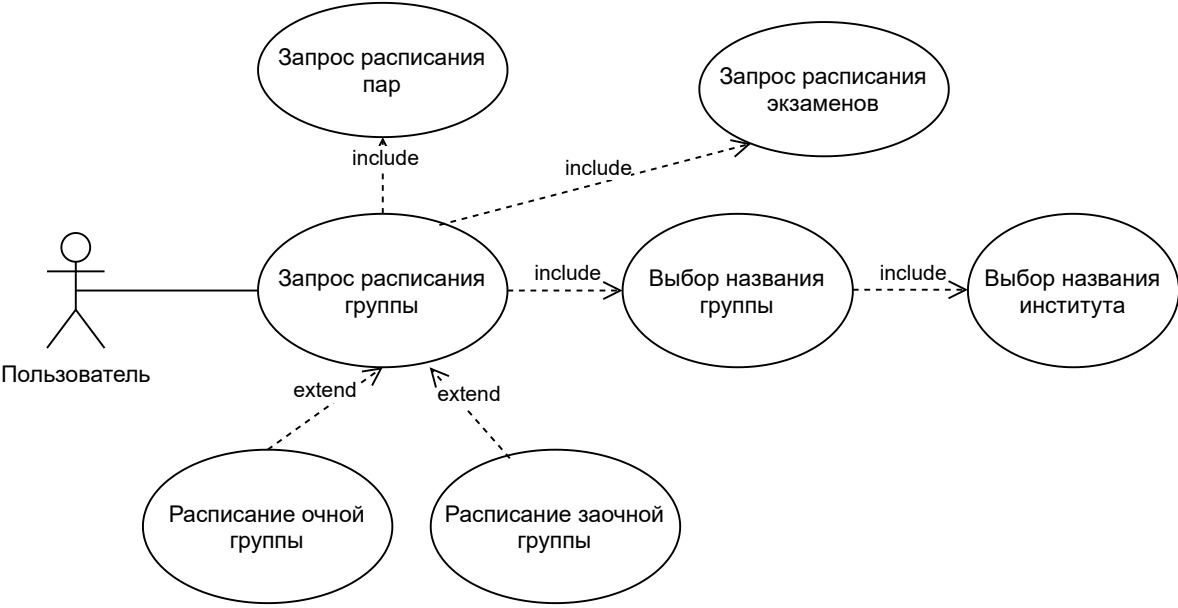 Запрос расписания
пар
Запрос расписания
экзаменов
include
include
Запрос расписания
группы
include
Выбор названия
группы
include
Выбор названия
института
Пользователь
extend
extend
Расписание очной
группы
Расписание заочной
группы